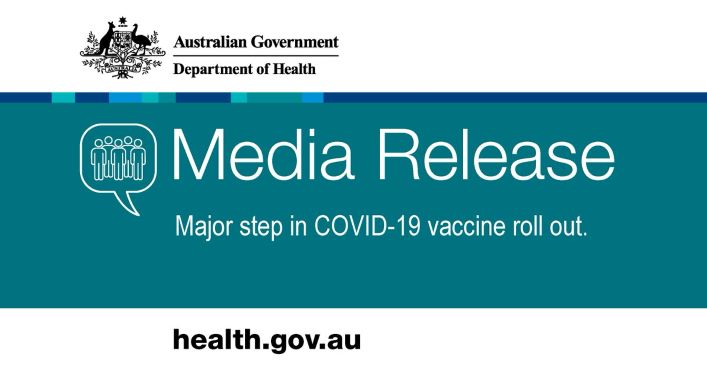 Australian Government
Department of Health
Media Release
Major step in COVID-19 vaccine roll out.
health.gov.au